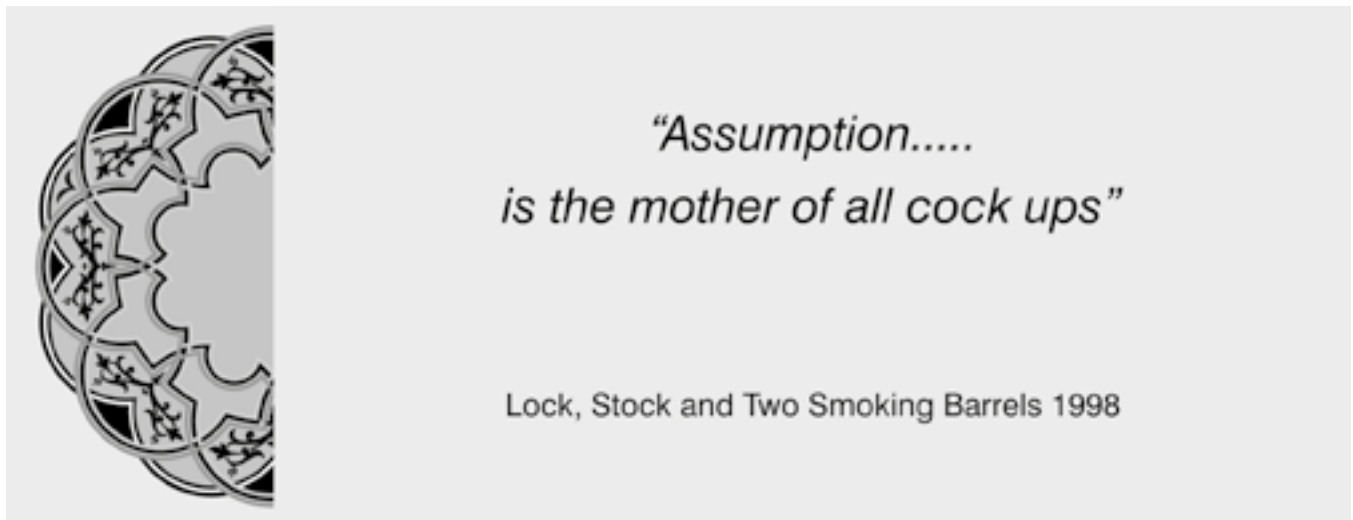 “Assumption.....
is the mother of all cock ups”
Lock, Stock and Two Smoking Barrels 1998